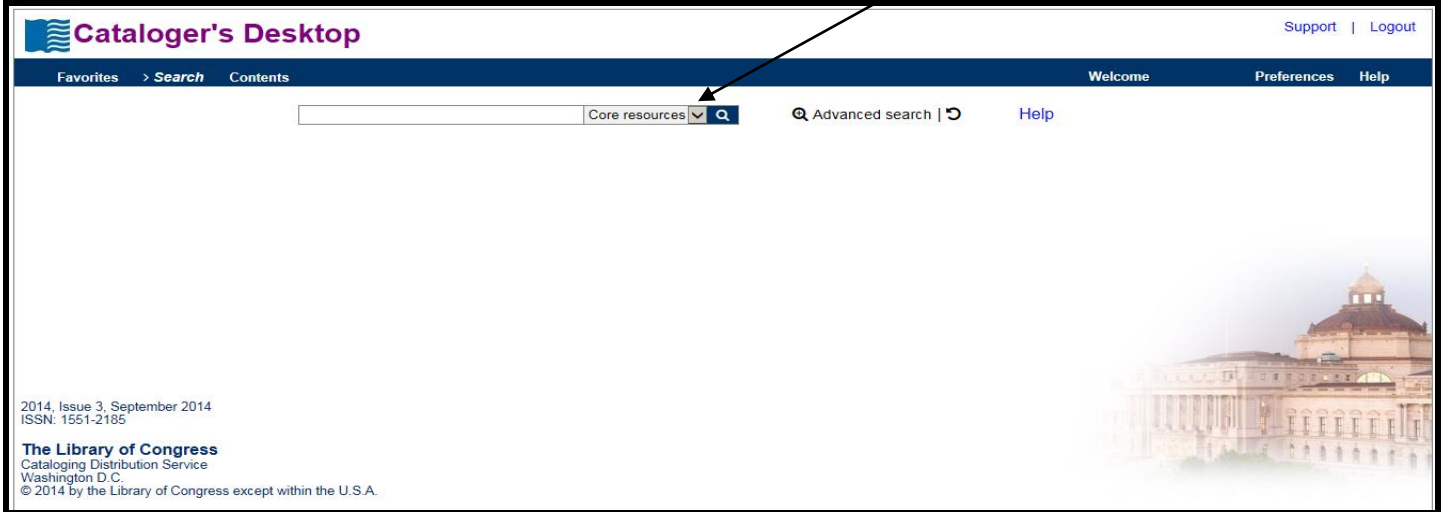 Cataloger's Desktop
Support | Logout
Favorites > Search Contents Welcome Preferences Help
Core resources Advanced search | Help
2014, Issue 3, September 2014
ISSN: 1551-2185
The Library of Congress
Cataloging Distribution Service
Washington D.C.
© 2014 by the Library of Congress except within the U.S.A.